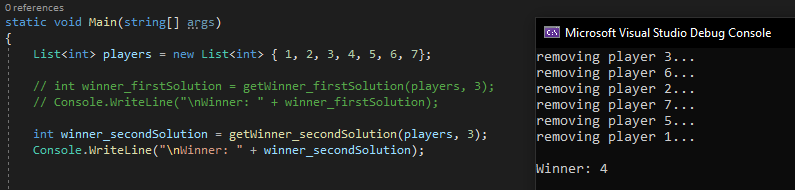 0 references
static void Main(string[] args)
{
List<int> players = new List<int> { 1, 2, 3, 4, 5, 6, 7};
// int winner_firstSolution = getWinner_firstSolution(players, 3);
// Console.WriteLine("\nWinner: " + winner_firstSolution);
int winner_secondSolution = getWinner_secondSolution(players, 3);
Console.WriteLine("\nWinner: " + winner_secondSolution);
Microsoft Visual Studio Debug Console
removing player 3...
removing player 6...
removing player 2...
removing player 7...
removing player 5...
removing player 1...
Winner: 4